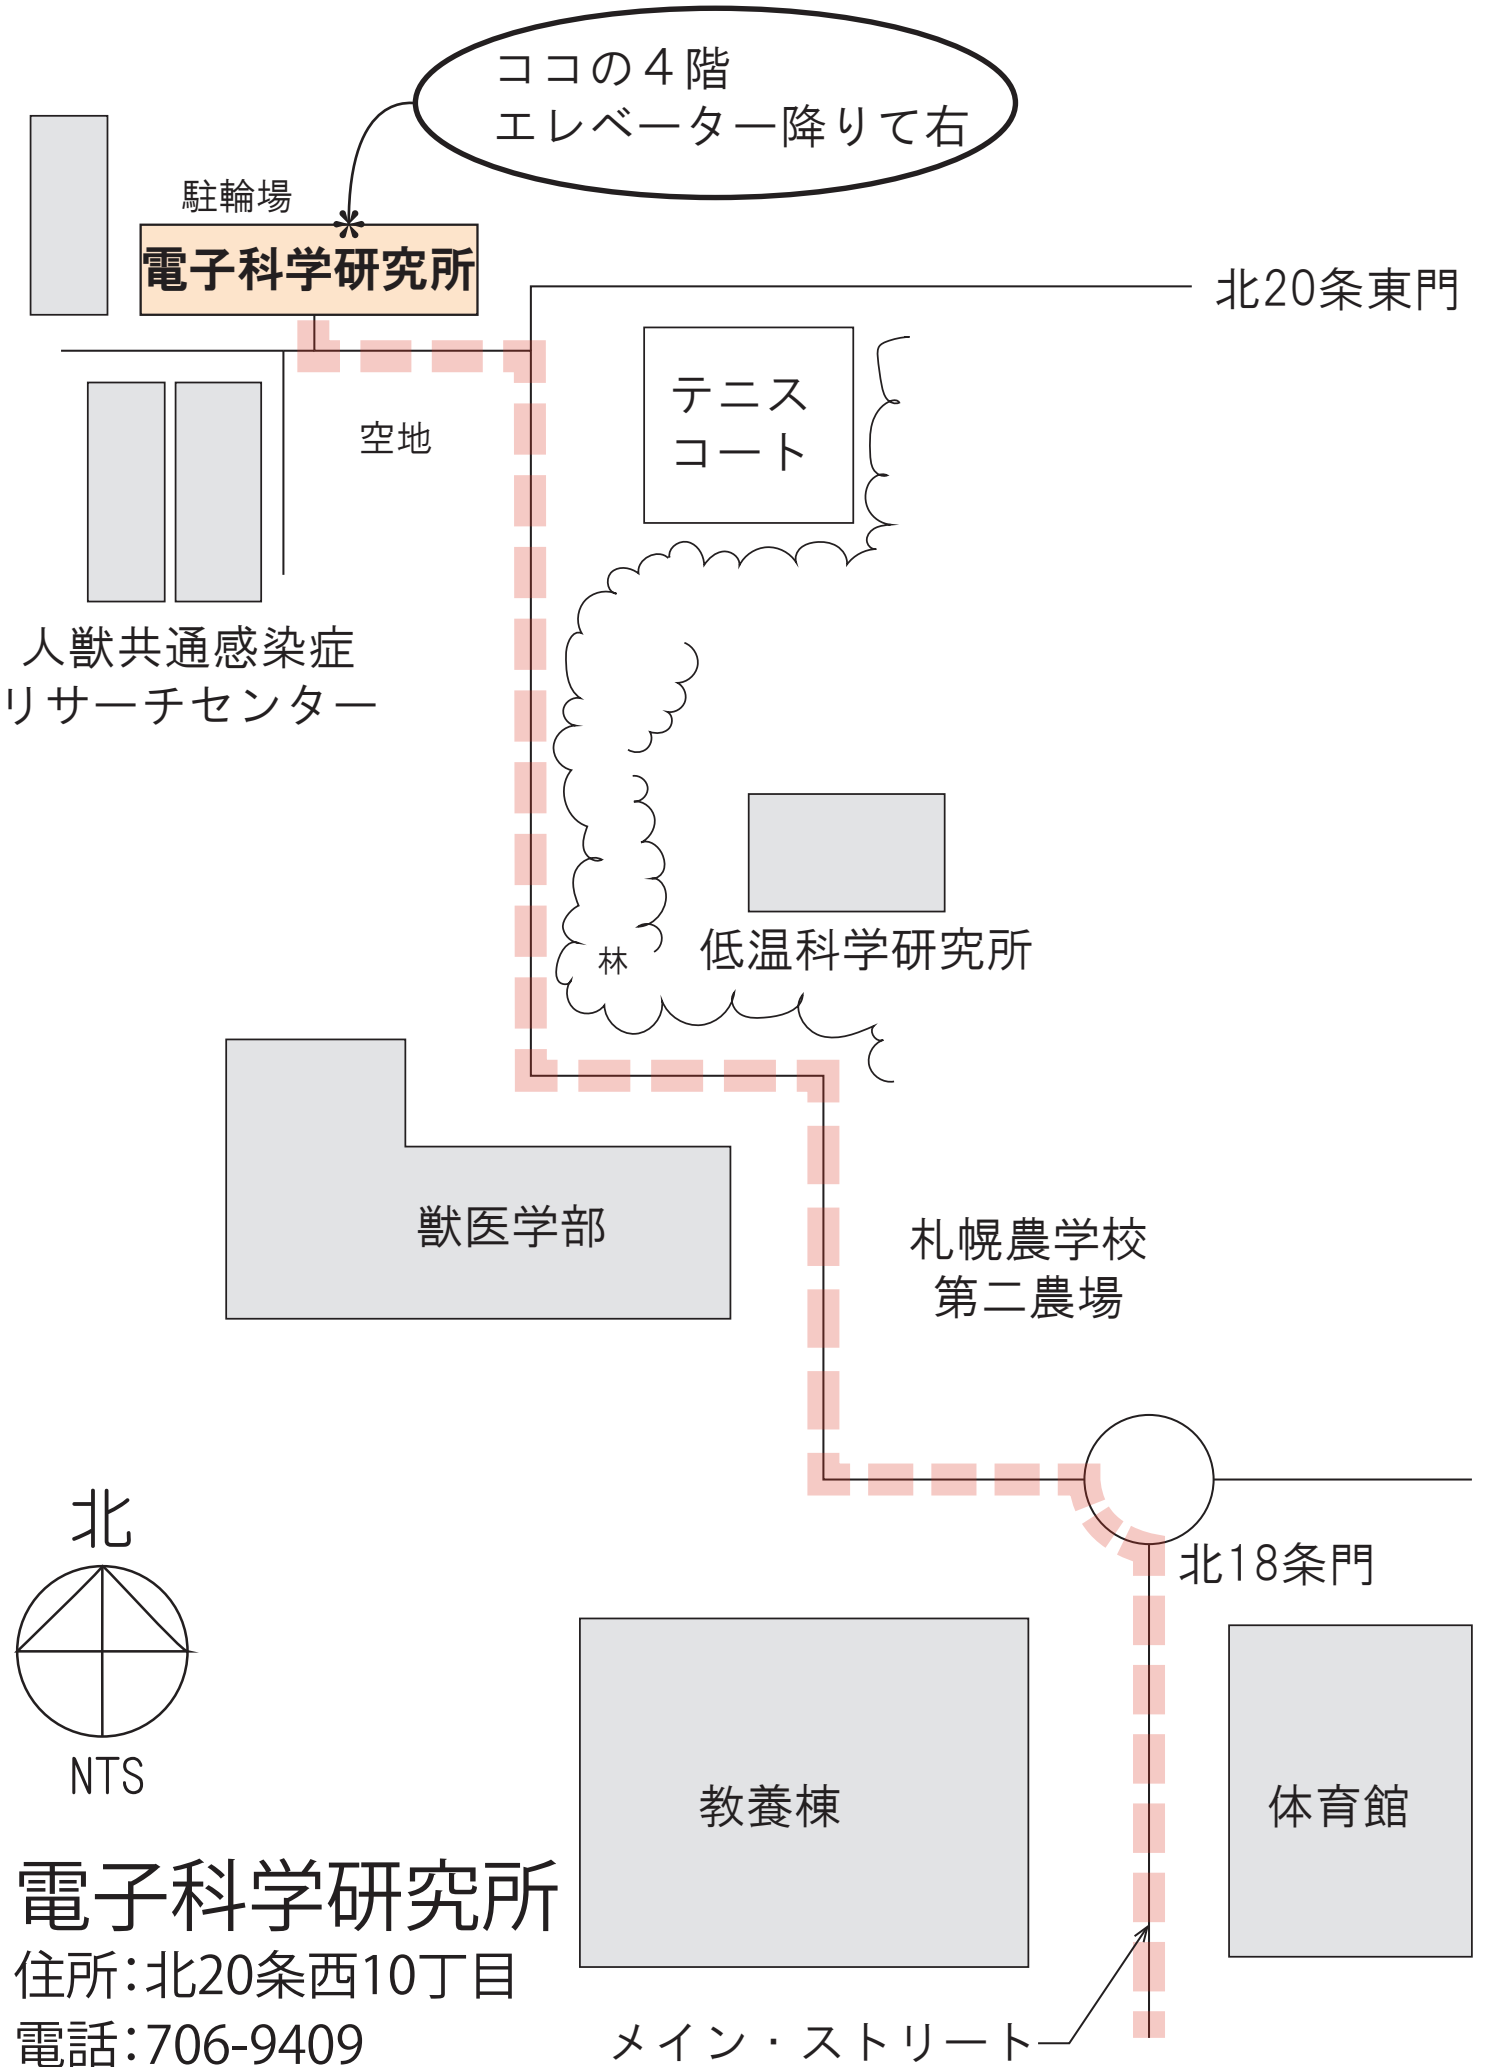 ココの４階
エレベーター降りて右
駐輪場
電子科学研究所
北20条東門
テニス
コート
空地
人獣共通感染症
リサーチセンター
林
低温科学研究所
獣医学部
札幌農学校
第二農場
北
NTS
北18条門
教養棟
体育館
電子科学研究所
住所：北20条西10丁目
電話：706-9409
メイン・ストリート